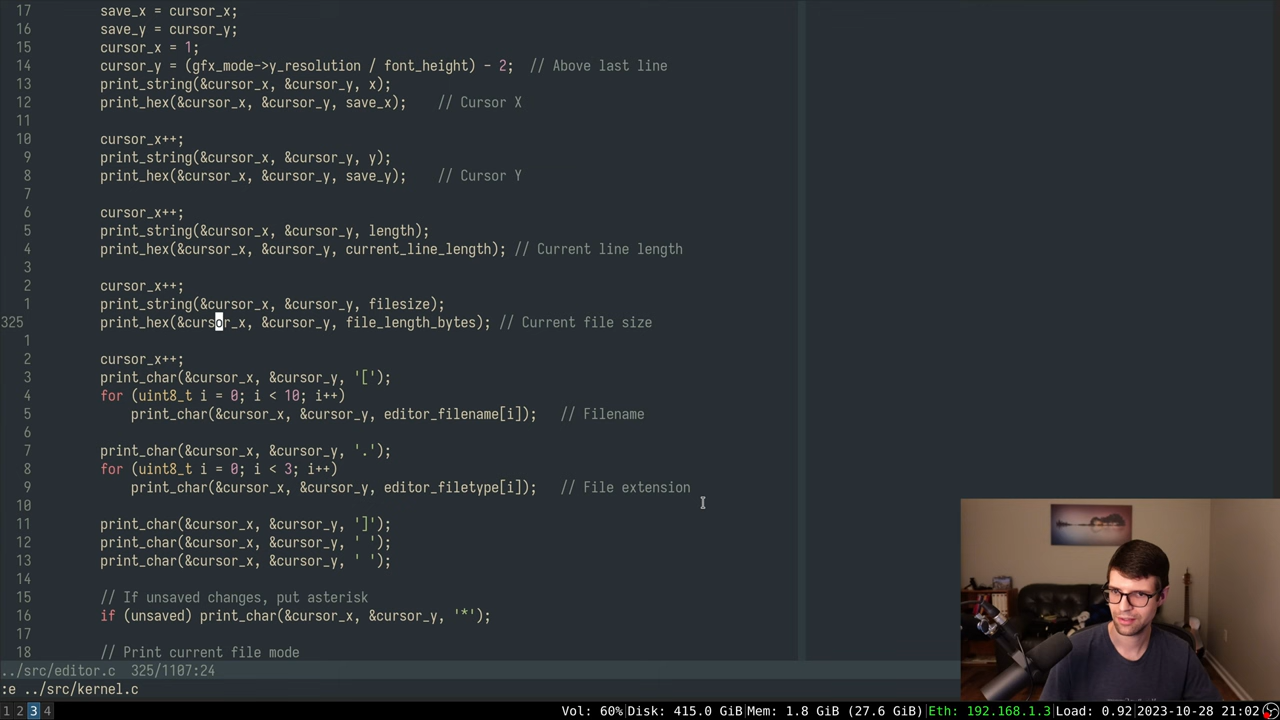 17 save_x = cursor_x;
16 save_y = cursor_y;
15 cursor_x = 1;
14 cursor_y = (gfx_mode->y_resolution / font_height) - 2;  // Above last line
13 print_string(&cursor_x, &cursor_y, x);
12 print_hex(&cursor_x, &cursor_y, save_x);    // Cursor X
11
10 cursor_x++;
9 print_string(&cursor_x, &cursor_y, y);
8 print_hex(&cursor_x, &cursor_y, save_y);    // Cursor Y
7
6 cursor_x++;
5 print_string(&cursor_x, &cursor_y, length);
4 print_hex(&cursor_x, &cursor_y, current_line_length); // Current line length
3
2 cursor_x++;
1 print_string(&cursor_x, &cursor_y, filesize);
325 print_hex(&cursor_x, &cursor_y, file_length_bytes); // Current file size
1
2 cursor_x++;
3 print_char(&cursor_x, &cursor_y, '[');
4 for (uint8_t i = 0; i < 10; i++)
5 print_char(&cursor_x, &cursor_y, editor_filename[i]);   // Filename
6
7 print_char(&cursor_x, &cursor_y, '.');
8 for (uint8_t i = 0; i < 3; i++)
9 print_char(&cursor_x, &cursor_y, editor_filetype[i]);   // File extension
10
11 print_char(&cursor_x, &cursor_y, ']');
12 print_char(&cursor_x, &cursor_y, ' ');
13 print_char(&cursor_x, &cursor_y, ' ');
14
15 // If unsaved changes, put asterisk
16 if (unsaved) print_char(&cursor_x, &cursor_y, '*');
17
18 // Print current file mode
../src/editor.c  325/1107:24
:e ../src/kernel.c
1 2 3 4 Vol: 60%|Disk: 415.0 GiB|Mem: 1.8 GiB (27.6 GiB)|Eth: 192.168.1.3|Load: 0.92|2023-10-28 21:02